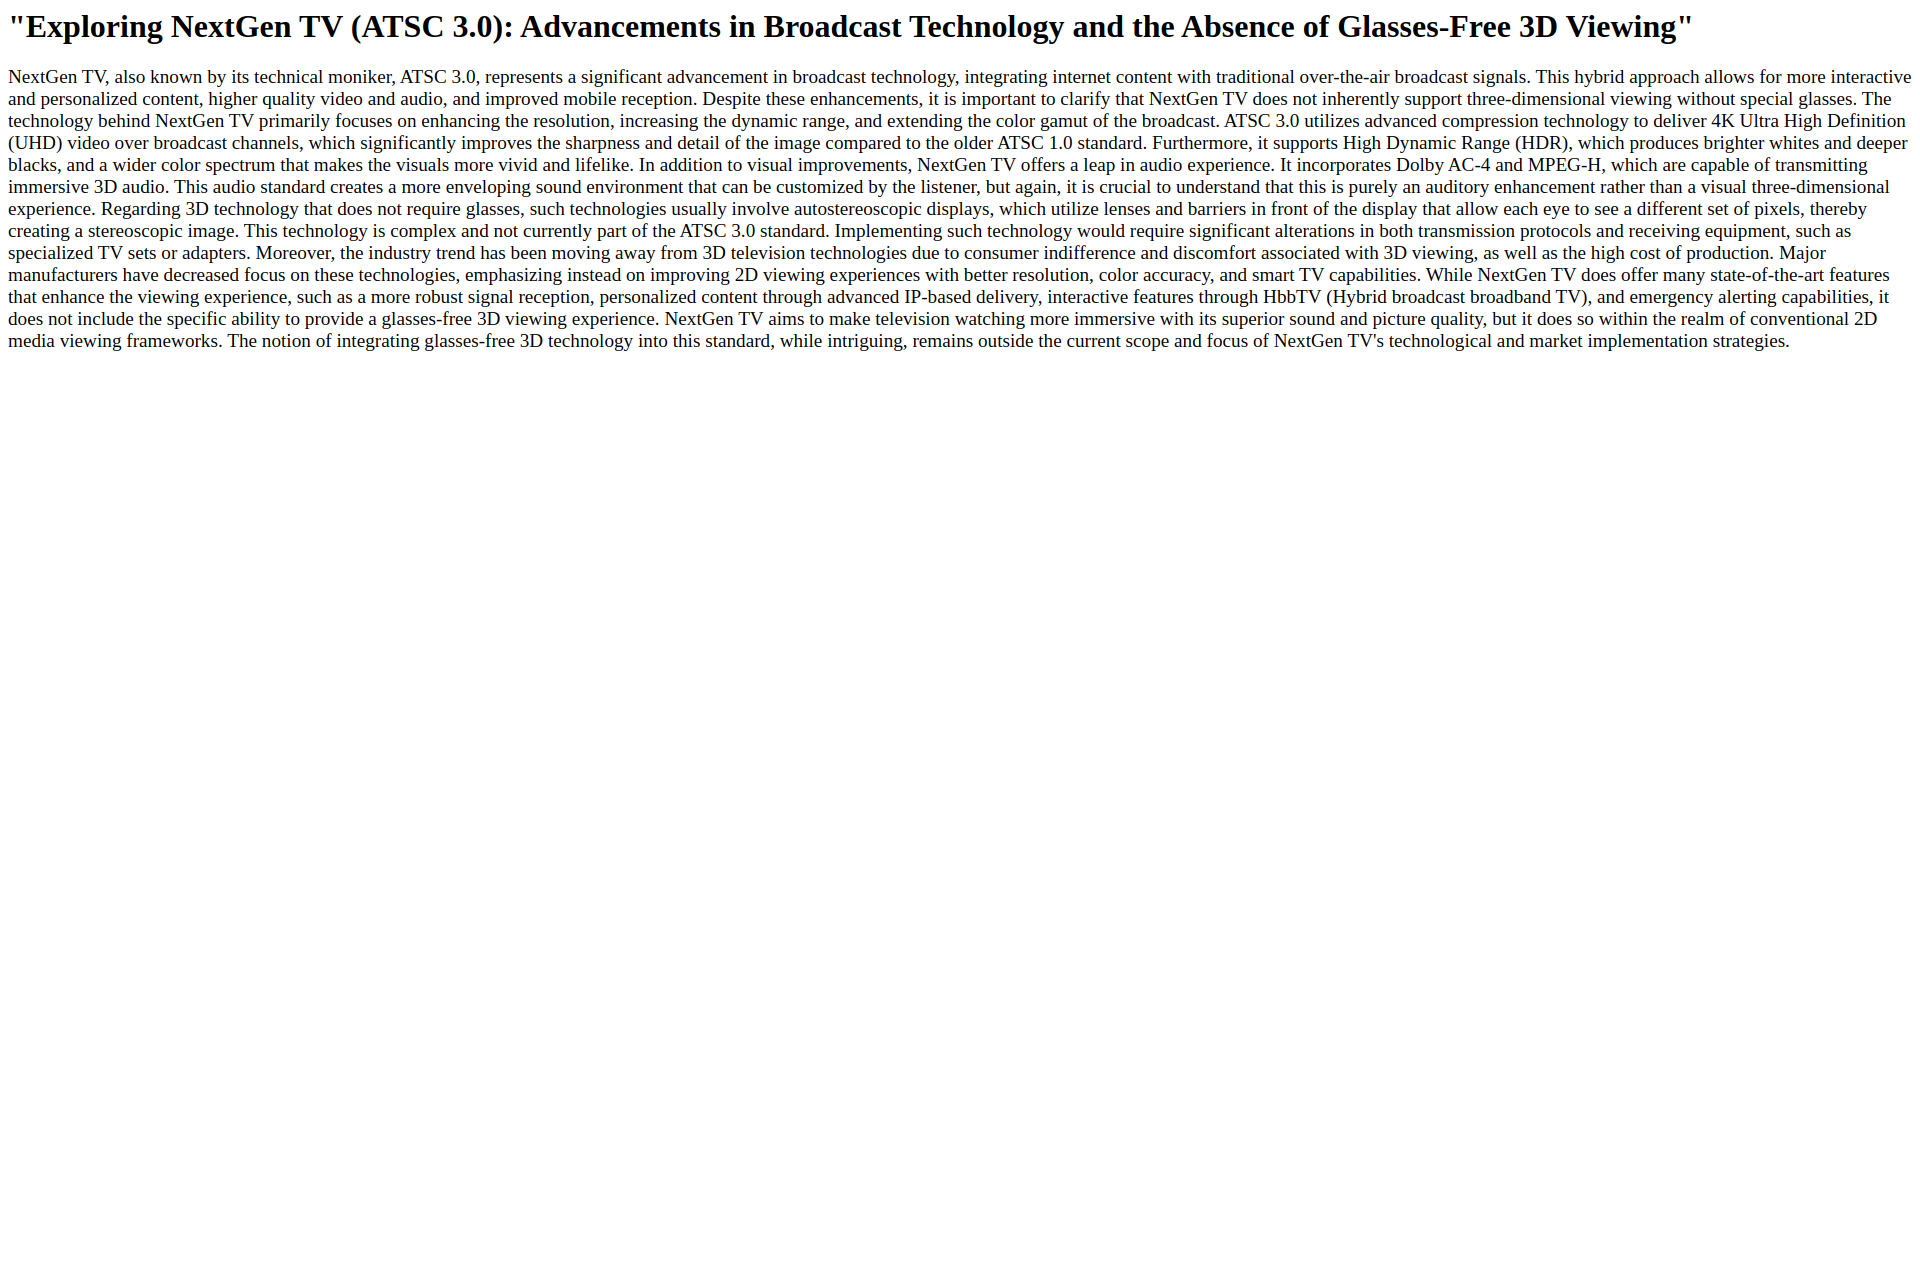 "Exploring NextGen TV (ATSC 3.0): Advancements in Broadcast Technology and the Absence of Glasses-Free 3D Viewing"
NextGen TV, also known by its technical moniker, ATSC 3.0, represents a significant advancement in broadcast technology, integrating internet content with traditional over-the-air broadcast signals. This hybrid approach allows for more interactive
and personalized content, higher quality video and audio, and improved mobile reception. Despite these enhancements, it is important to clarify that NextGen TV does not inherently support three-dimensional viewing without special glasses. The
technology behind NextGen TV primarily focuses on enhancing the resolution, increasing the dynamic range, and extending the color gamut of the broadcast. ATSC 3.0 utilizes advanced compression technology to deliver 4K Ultra High Definition
(UHD) video over broadcast channels, which significantly improves the sharpness and detail of the image compared to the older ATSC 1.0 standard. Furthermore, it supports High Dynamic Range (HDR), which produces brighter whites and deeper
blacks, and a wider color spectrum that makes the visuals more vivid and lifelike. In addition to visual improvements, NextGen TV offers a leap in audio experience. It incorporates Dolby AC-4 and MPEG-H, which are capable of transmitting
immersive 3D audio. This audio standard creates a more enveloping sound environment that can be customized by the listener, but again, it is crucial to understand that this is purely an auditory enhancement rather than a visual three-dimensional
experience. Regarding 3D technology that does not require glasses, such technologies usually involve autostereoscopic displays, which utilize lenses and barriers in front of the display that allow each eye to see a different set of pixels, thereby
creating a stereoscopic image. This technology is complex and not currently part of the ATSC 3.0 standard. Implementing such technology would require significant alterations in both transmission protocols and receiving equipment, such as
specialized TV sets or adapters. Moreover, the industry trend has been moving away from 3D television technologies due to consumer indifference and discomfort associated with 3D viewing, as well as the high cost of production. Major
manufacturers have decreased focus on these technologies, emphasizing instead on improving 2D viewing experiences with better resolution, color accuracy, and smart TV capabilities. While NextGen TV does offer many state-of-the-art features
that enhance the viewing experience, such as a more robust signal reception, personalized content through advanced IP-based delivery, interactive features through HbbTV (Hybrid broadcast broadband TV), and emergency alerting capabilities, it
does not include the specific ability to provide a glasses-free 3D viewing experience. NextGen TV aims to make television watching more immersive with its superior sound and picture quality, but it does so within the realm of conventional 2D
media viewing frameworks. The notion of integrating glasses-free 3D technology into this standard, while intriguing, remains outside the current scope and focus of NextGen TV's technological and market implementation strategies.